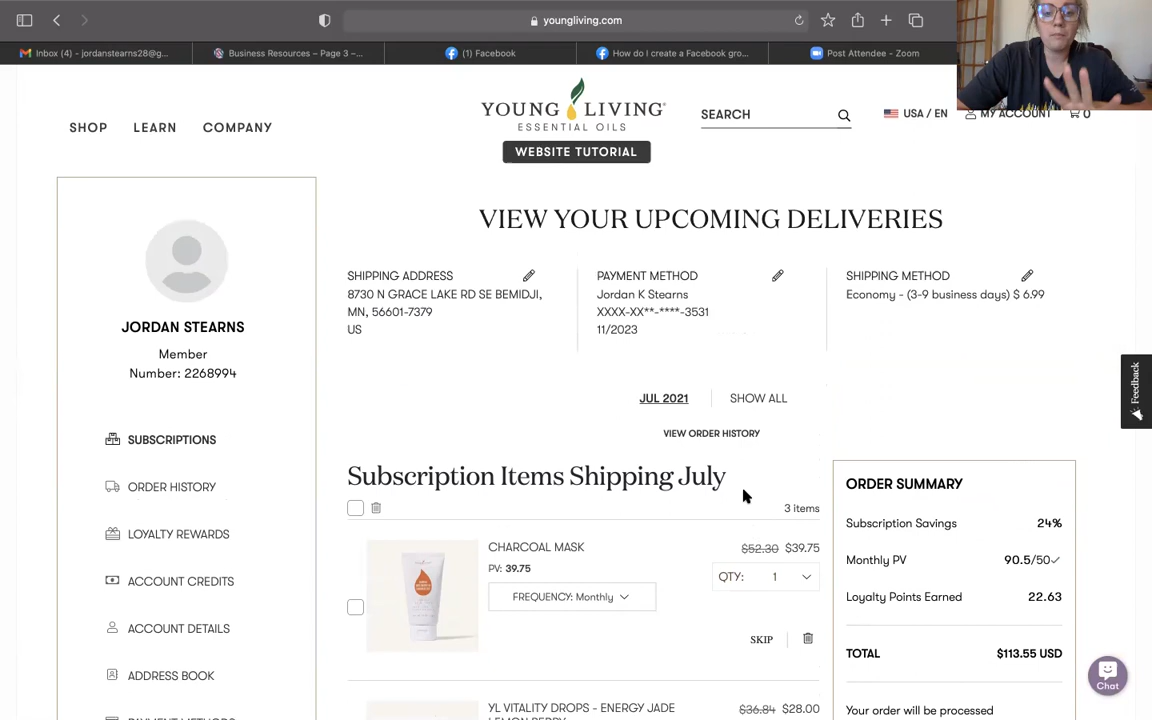 youngliving.com
Inbox (4) - jordanstearns28@g...
Business Resources – Page 3 –...
(1) Facebook
How do I create a Facebook gro...
Post Attendee - Zoom
SHOP
LEARN
COMPANY
YOUNG LIVING
ESSENTIAL OILS
WEBSITE TUTORIAL
SEARCH
USA / EN
MY ACCOUNT
0
JORDAN STEARNS
Member
Number: 2268994
SUBSCRIPTIONS
ORDER HISTORY
LOYALTY REWARDS
ACCOUNT CREDITS
ACCOUNT DETAILS
ADDRESS BOOK
PAYMENT METHODS
VIEW YOUR UPCOMING DELIVERIES
SHIPPING ADDRESS
8730 N GRACE LAKE RD SE BEMIDJI,
MN, 56601-7379
US
PAYMENT METHOD
Jordan K Stearns
XXXX-XX**-****-3531
11/2023
SHIPPING METHOD
Economy - (3-9 business days) $ 6.99
JUL 2021
SHOW ALL
VIEW ORDER HISTORY
Subscription Items Shipping July
3 items
CHARCOAL MASK
$52.30 $39.75
PV: 39.75
QTY: 1
FREQUENCY: Monthly
SKIP
YL VITALITY DROPS - ENERGY JADE
LEMON BERRY
$36.84 $28.00
ORDER SUMMARY
Subscription Savings 24%
Monthly PV 90.5/50
Loyalty Points Earned 22.63
TOTAL $113.55 USD
Your order will be processed
Feedback
Chat